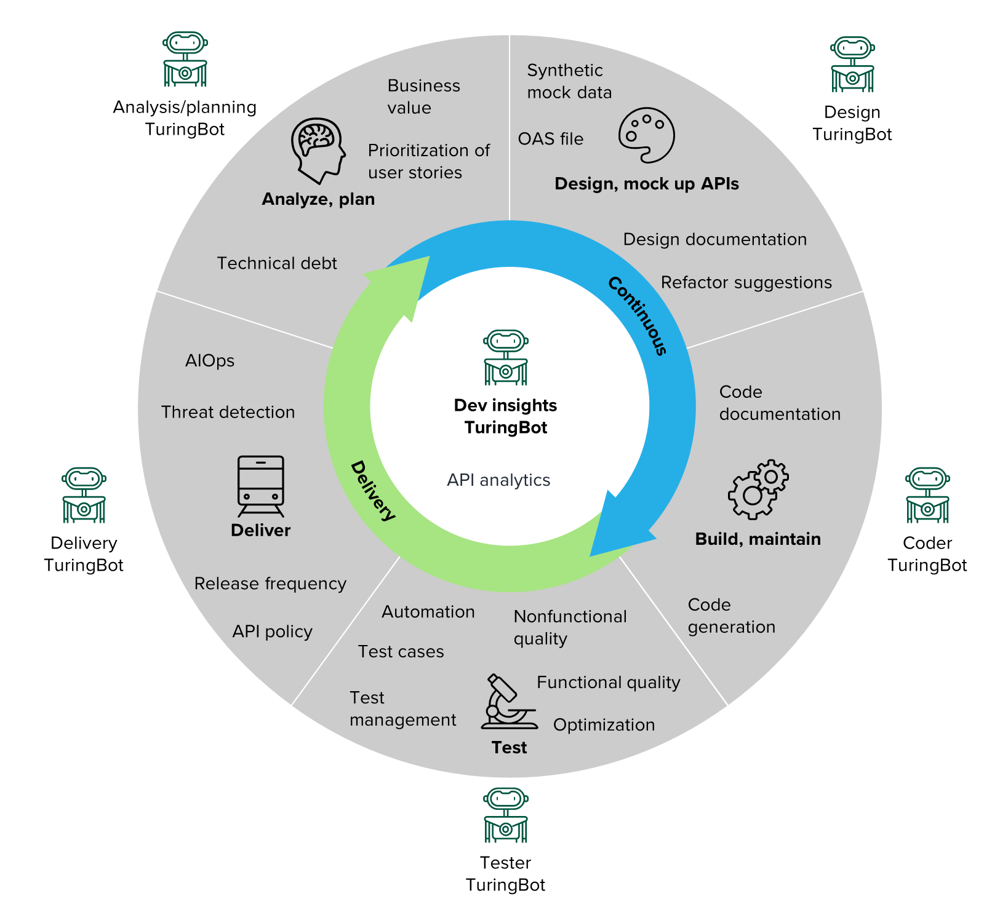 Analysis/planning
TuringBot
Business
value
Prioritization of
user stories
Analyze, plan
Technical debt
Synthetic
mock data
OAS file
Design, mock up APIs
Design documentation
Refactor suggestions
Design
TuringBot
Continuous
Code
documentation
Build, maintain
Code
generation
Coder
TuringBot
Dev insights
TuringBot
API analytics
AIOps
Threat detection
Deliver
Release frequency
API policy
Delivery
TuringBot
Delivery
Automation
Test cases
Test
management
Nonfunctional
quality
Functional quality
Optimization
Test
Tester
TuringBot